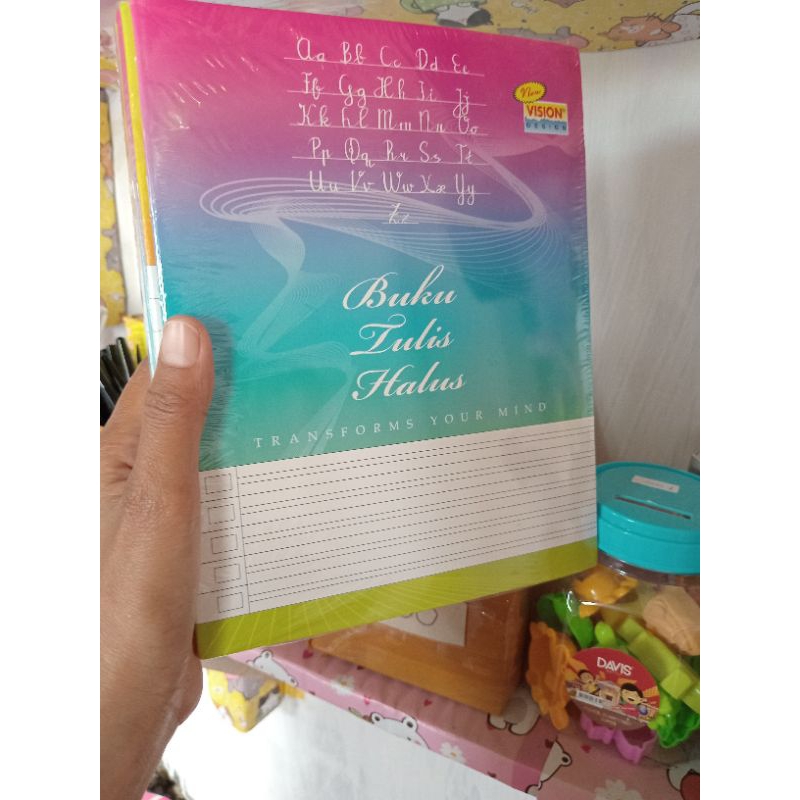 Aa Bb Cc Dd Ee
Ff Gg Hh Ii Jj
Kk Ll Mm Nn Oo
Pp Qq Rr Ss Tt
Uu Vv Ww Xx Yy
Zz
New
VISION
DESIGN
Buku
Tulis
Halus
TRANSFORMS YOUR MIND
DAVIS